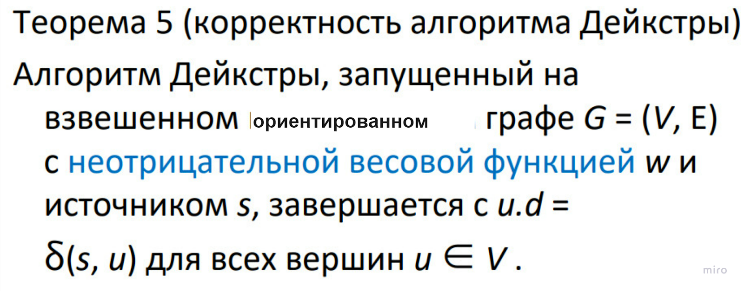 Теорема 5 (корректность алгоритма Дейкстры)
Алгоритм Дейкстры, запущенный на
взвешенном ориентированном графе G = (V, E)
с неотрицательной весовой функцией w и
источником s, завершается с u.d =
δ(s, u) для всех вершин u ∈ V .
miro